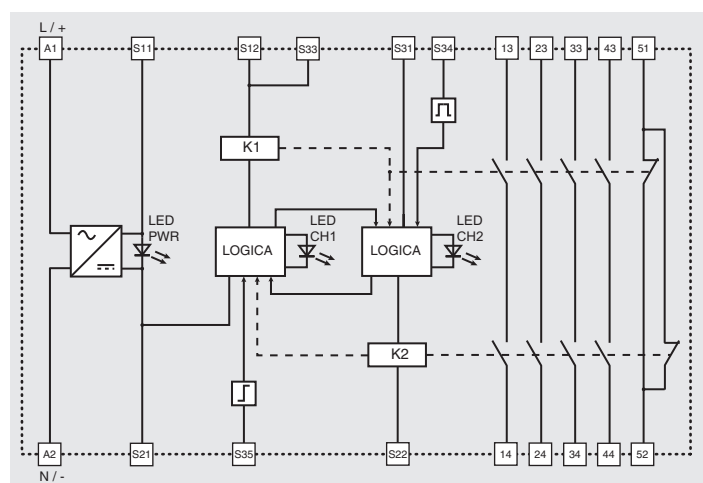 L / +
A1 S11 S12 S33 S31 S34 13 23 33 43 51
K1
LED PWR
LOGICA
LED CH1
LOGICA
LED CH2
K2
A2 S21 S35 S22 14 24 34 44 52
N / -